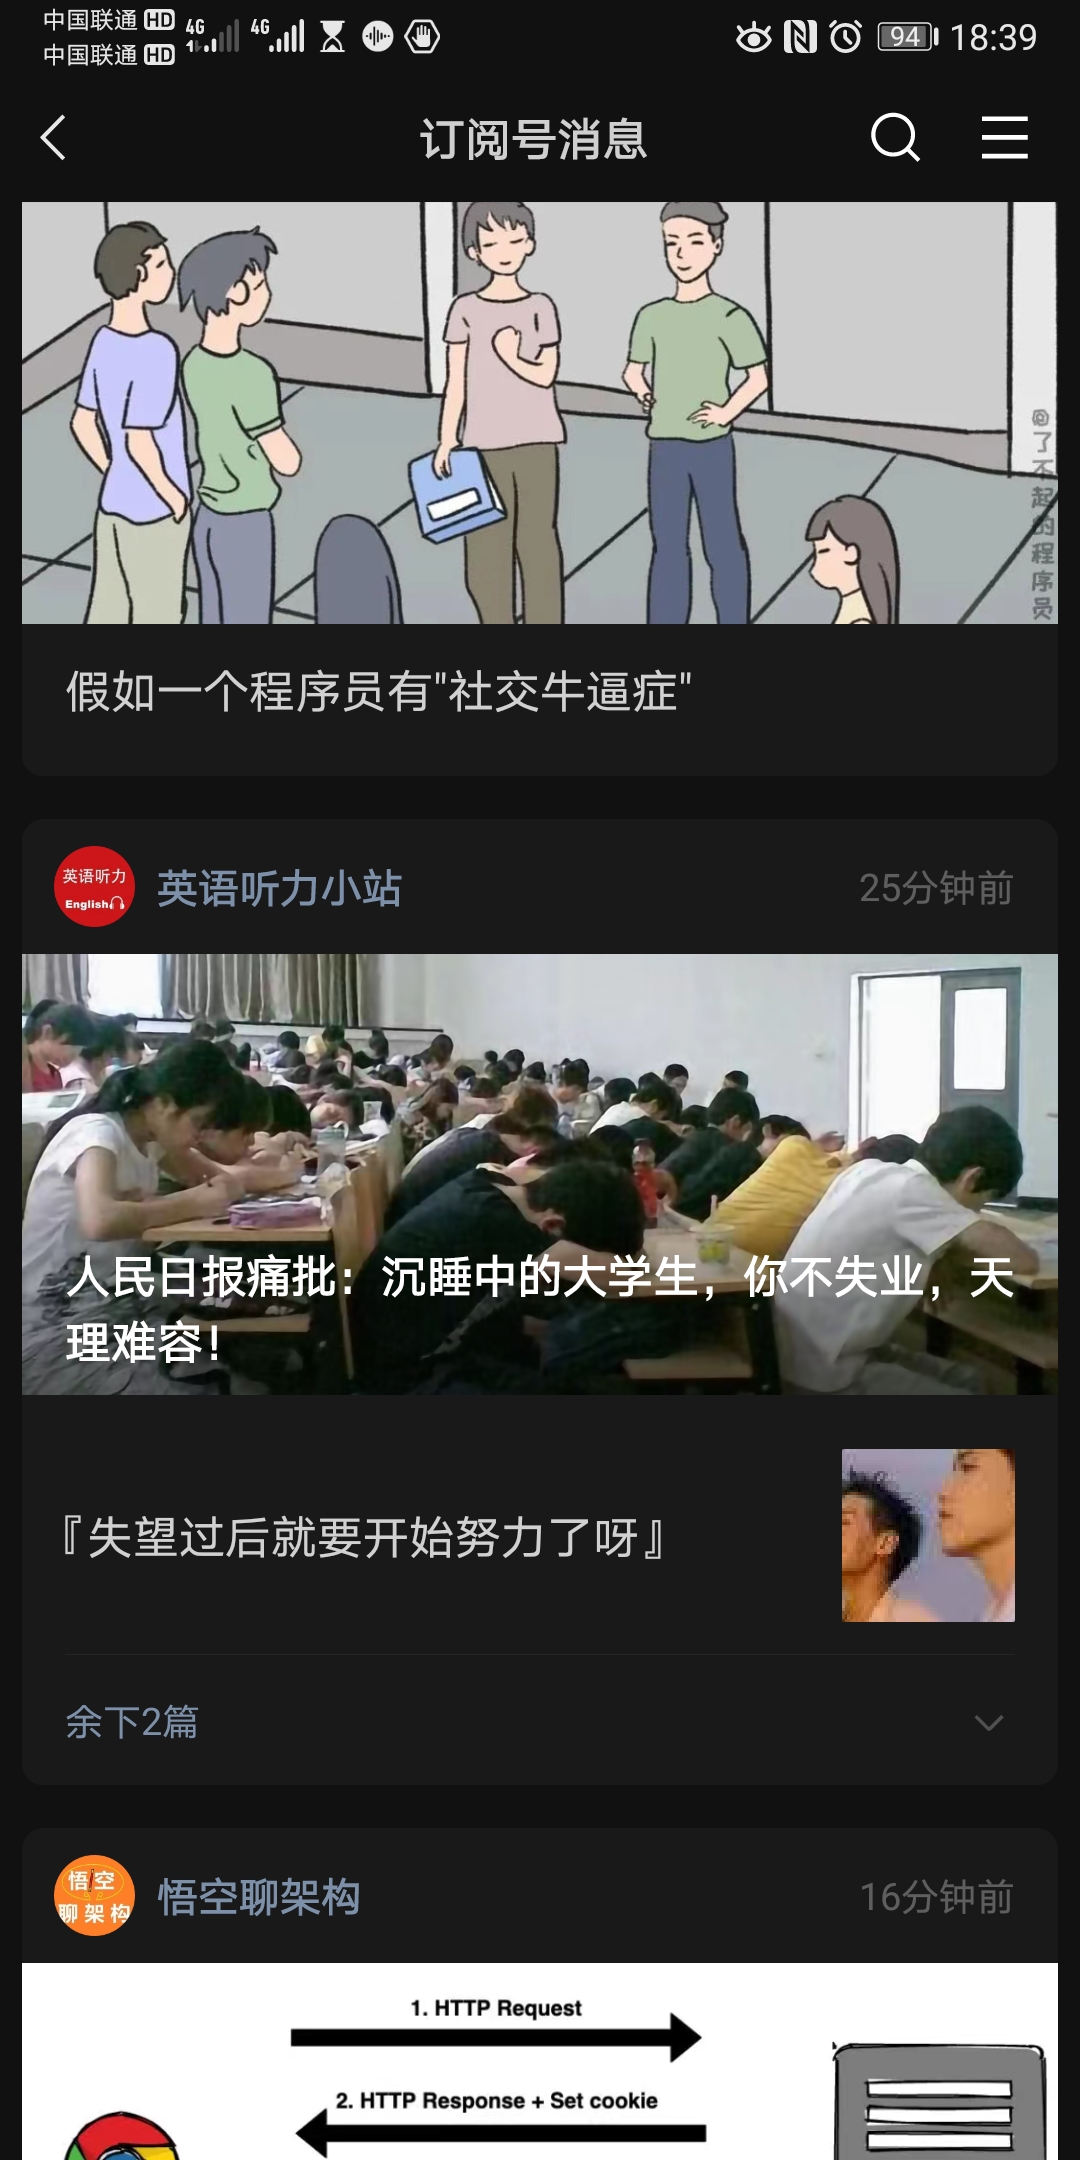 中国联通 HD
中国联通 HD
4G
4G
94
18:39
订阅号消息
@了不起的程序员
假如一个程序员有"社交牛逼症"
英语听力
English
英语听力小站
25分钟前
人民日报痛批：沉睡中的大学生，你不失业，天
理难容！
『失望过后就要开始努力了呀』
余下2篇
悟空
聊架构
悟空聊架构
16分钟前
1. HTTP Request
2. HTTP Response + Set cookie